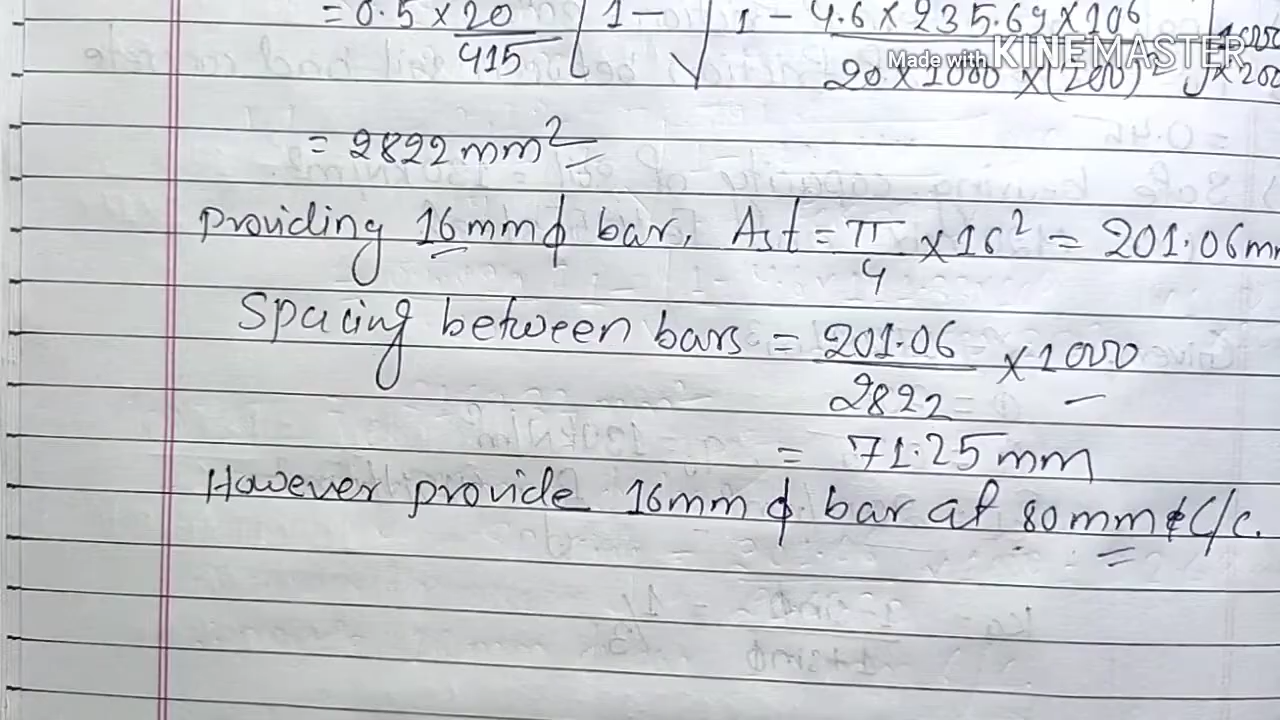 = 0.5 × 20/415 [ 1 - √ 1 - 4.6 × 235.69 × 10⁶ / 20 × 1000 × (200)² ] × 200
Made with KINEMASTER
= 2822 mm²
Providing 16mm ϕ bar, Ast = π/4 × 16² = 201.06m
Spacing between bars = 201.06/2822 × 1000
= 71.25 mm
However provide 16mm ϕ bar at 80mm C/c.